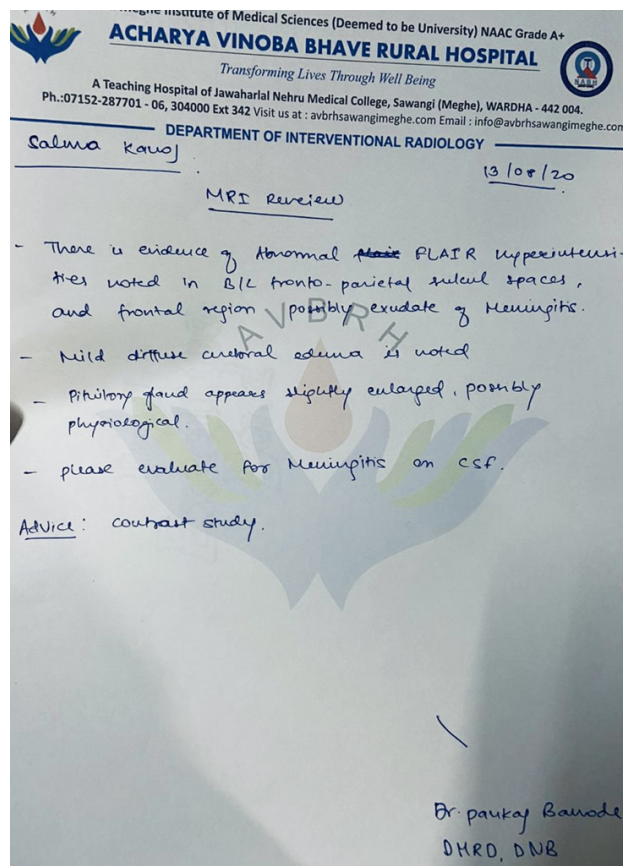 Meghe Institute of Medical Sciences (Deemed to be University) NAAC Grade A+
ACHARYA VINOBA BHAVE RURAL HOSPITAL
Transforming Lives Through Well Being
A Teaching Hospital of Jawaharlal Nehru Medical College, Sawangi (Meghe), WARDHA - 442 004.
Ph.:07152-287701 - 06, 304000 Ext 342 Visit us at : avbrhsawangimeghe.com Email : info@avbrhsawangimeghe.com
DEPARTMENT OF INTERVENTIONAL RADIOLOGY
Salma
13/08/20
MRI Review
- There is evidence of Abnormal FLAIR hyperintensi-
ties noted in B/L fronto-parietal sulcul spaces,
and frontal region possibly exudate of Meningitis.
AVBRH
- Mild diffuse cerebral edema is noted
- Pituitory gland appears slightly enlarged, possibly
physiological.
- please evaluate for Meningitis on CSF.
Advice: contrast study.
Dr. pankaj
DMRD, DNB